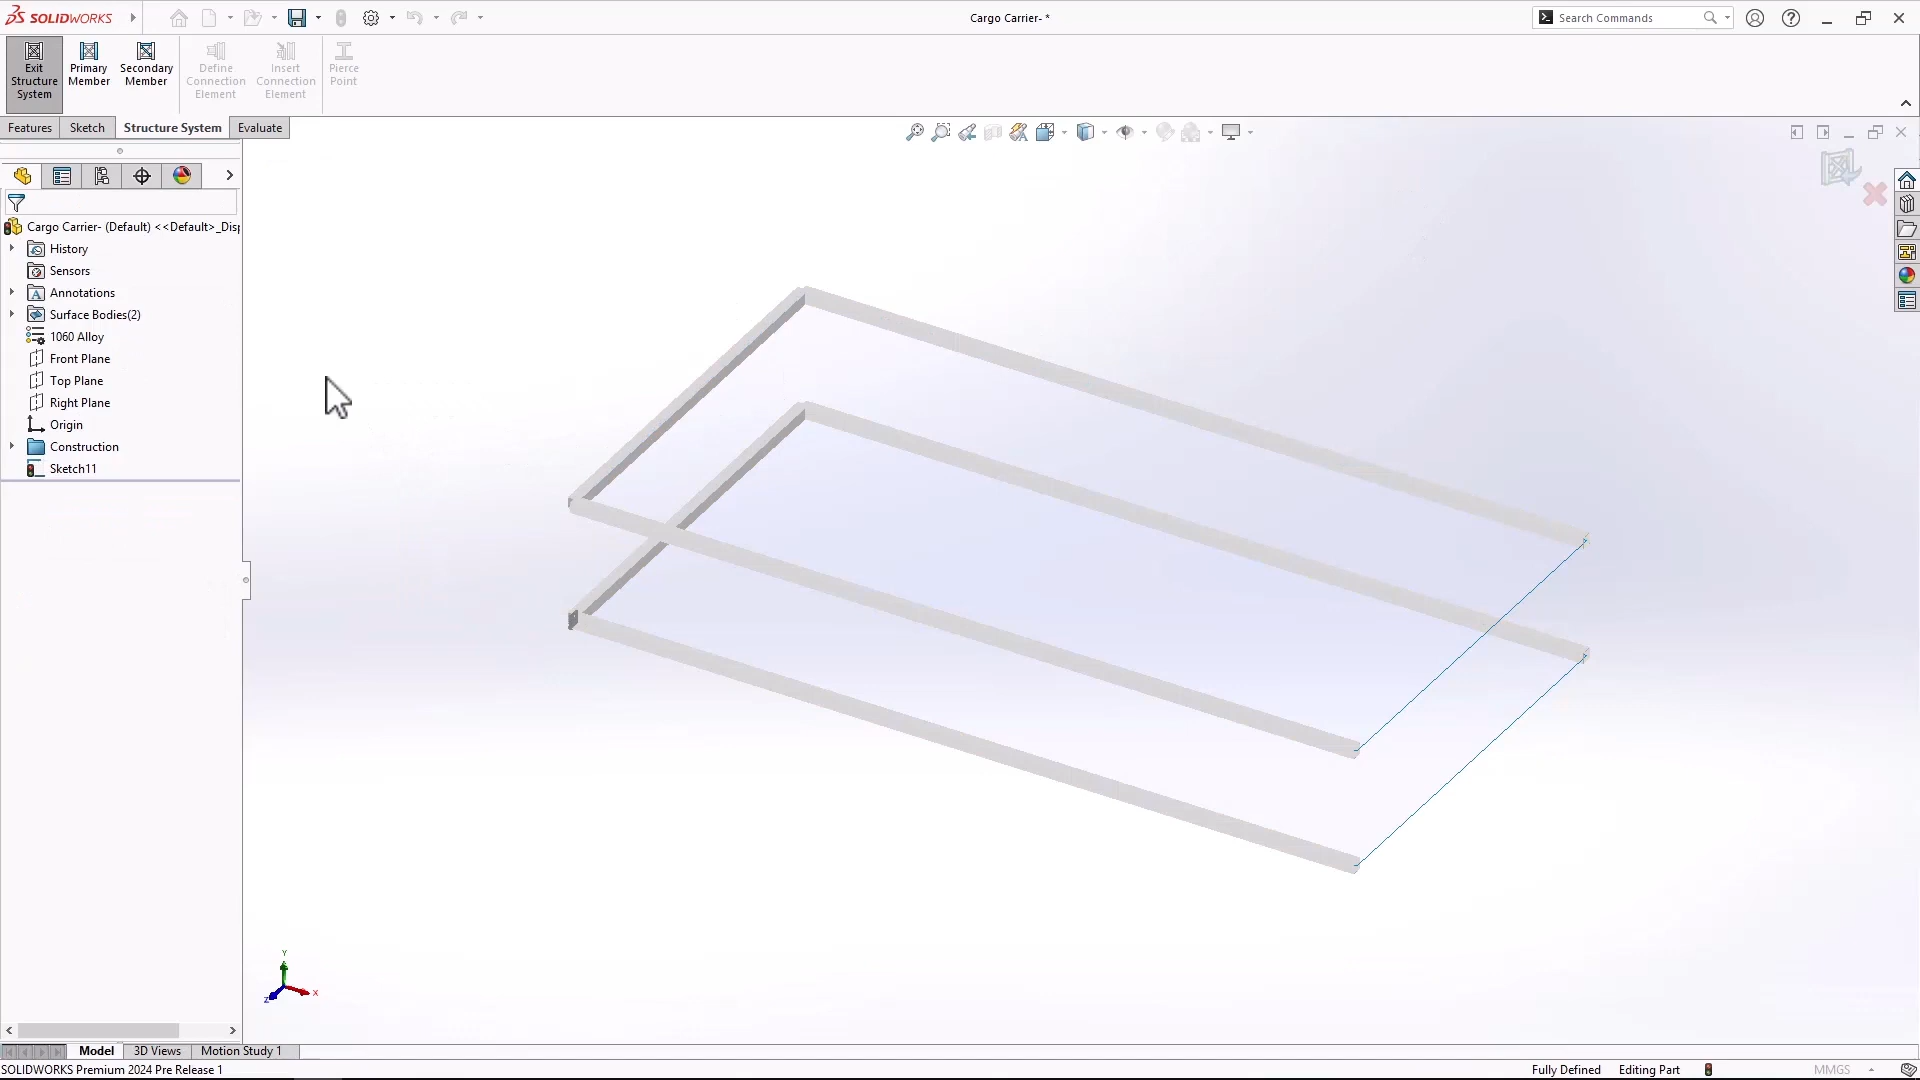 SOLIDWORKS
Cargo Carrier- *
Search Commands
Exit Structure System
Primary Member
Secondary Member
Define Connection Element
Insert Connection Element
Pierce Point
Features
Sketch
Structure System
Evaluate
Cargo Carrier- (Default) <<Default>_Disp
History
Sensors
Annotations
Surface Bodies(2)
1060 Alloy
Front Plane
Top Plane
Right Plane
Origin
Construction
Sketch11
Y
X
Z
Model
3D Views
Motion Study 1
SOLIDWORKS Premium 2024 Pre Release 1
Fully Defined
Editing Part
MMGS